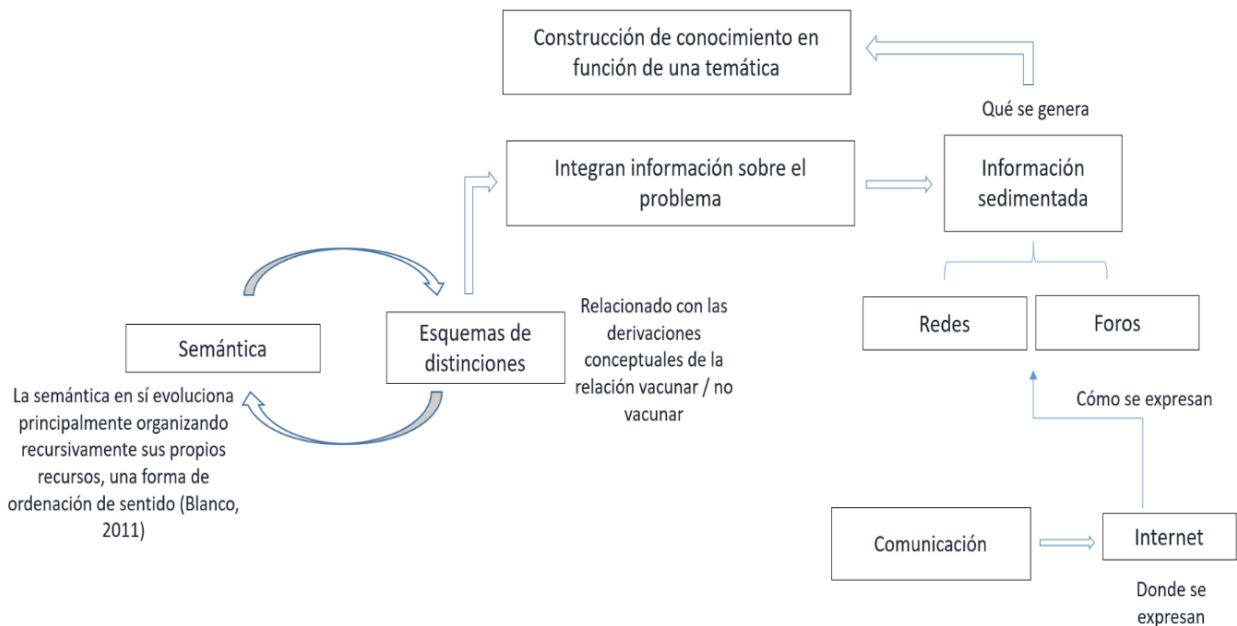 Construcción de conocimiento en
función de una temática
Qué se genera
Integran información sobre el
problema
Información
sedimentada
Semántica
Esquemas de
distinciones
Relacionado con las
derivaciones
conceptuales de la
relación vacunar / no
vacunar
Redes
Foros
La semántica en sí evoluciona
principalmente organizando
recursivamente sus propios
recursos, una forma de
ordenación de sentido (Blanco,
2011)
Cómo se expresan
Comunicación
Internet
Donde se
expresan